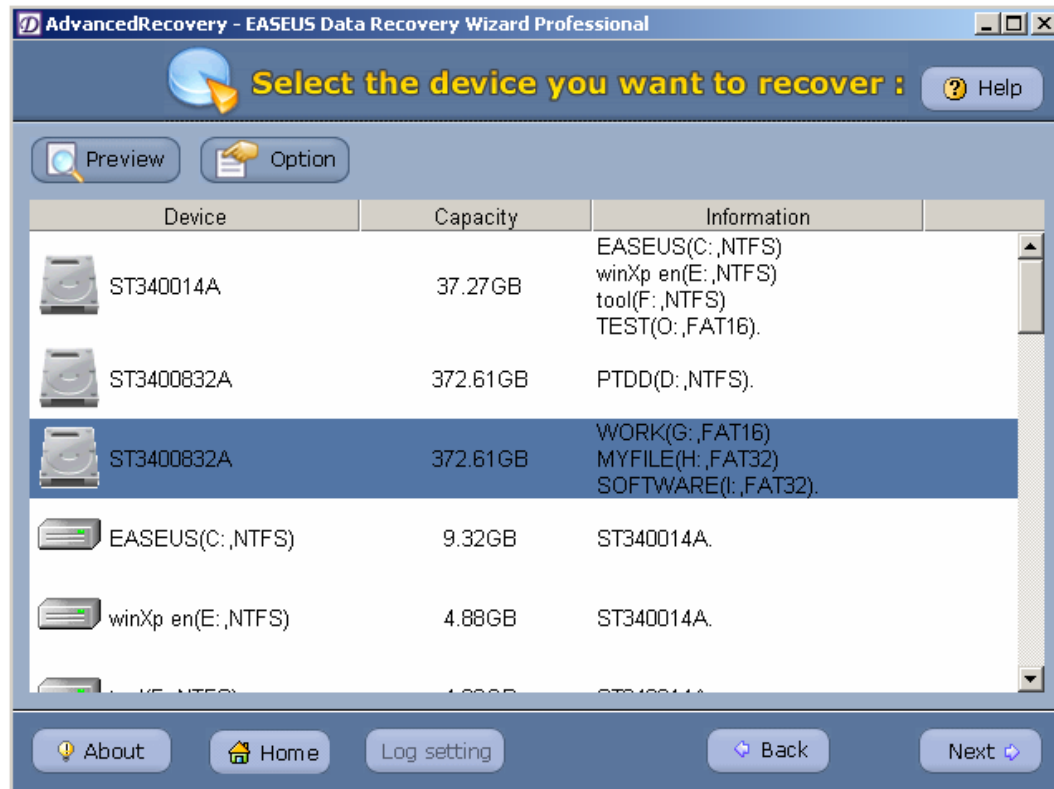 AdvancedRecovery - EASEUS Data Recovery Wizard Professional
Select the device you want to recover :
Help
Preview
Option
Device Capacity Information
ST340014A 37.27GB EASEUS(C:,NTFS)
winXp en(E:,NTFS)
tool(F:,NTFS)
TEST(O:,FAT16).
ST3400832A 372.61GB PTDD(D:,NTFS).
ST3400832A 372.61GB WORK(G:,FAT16)
MYFILE(H:,FAT32)
SOFTWARE(I:,FAT32).
EASEUS(C:,NTFS) 9.32GB ST340014A.
winXp en(E:,NTFS) 4.88GB ST340014A.
About Home Log setting Back Next